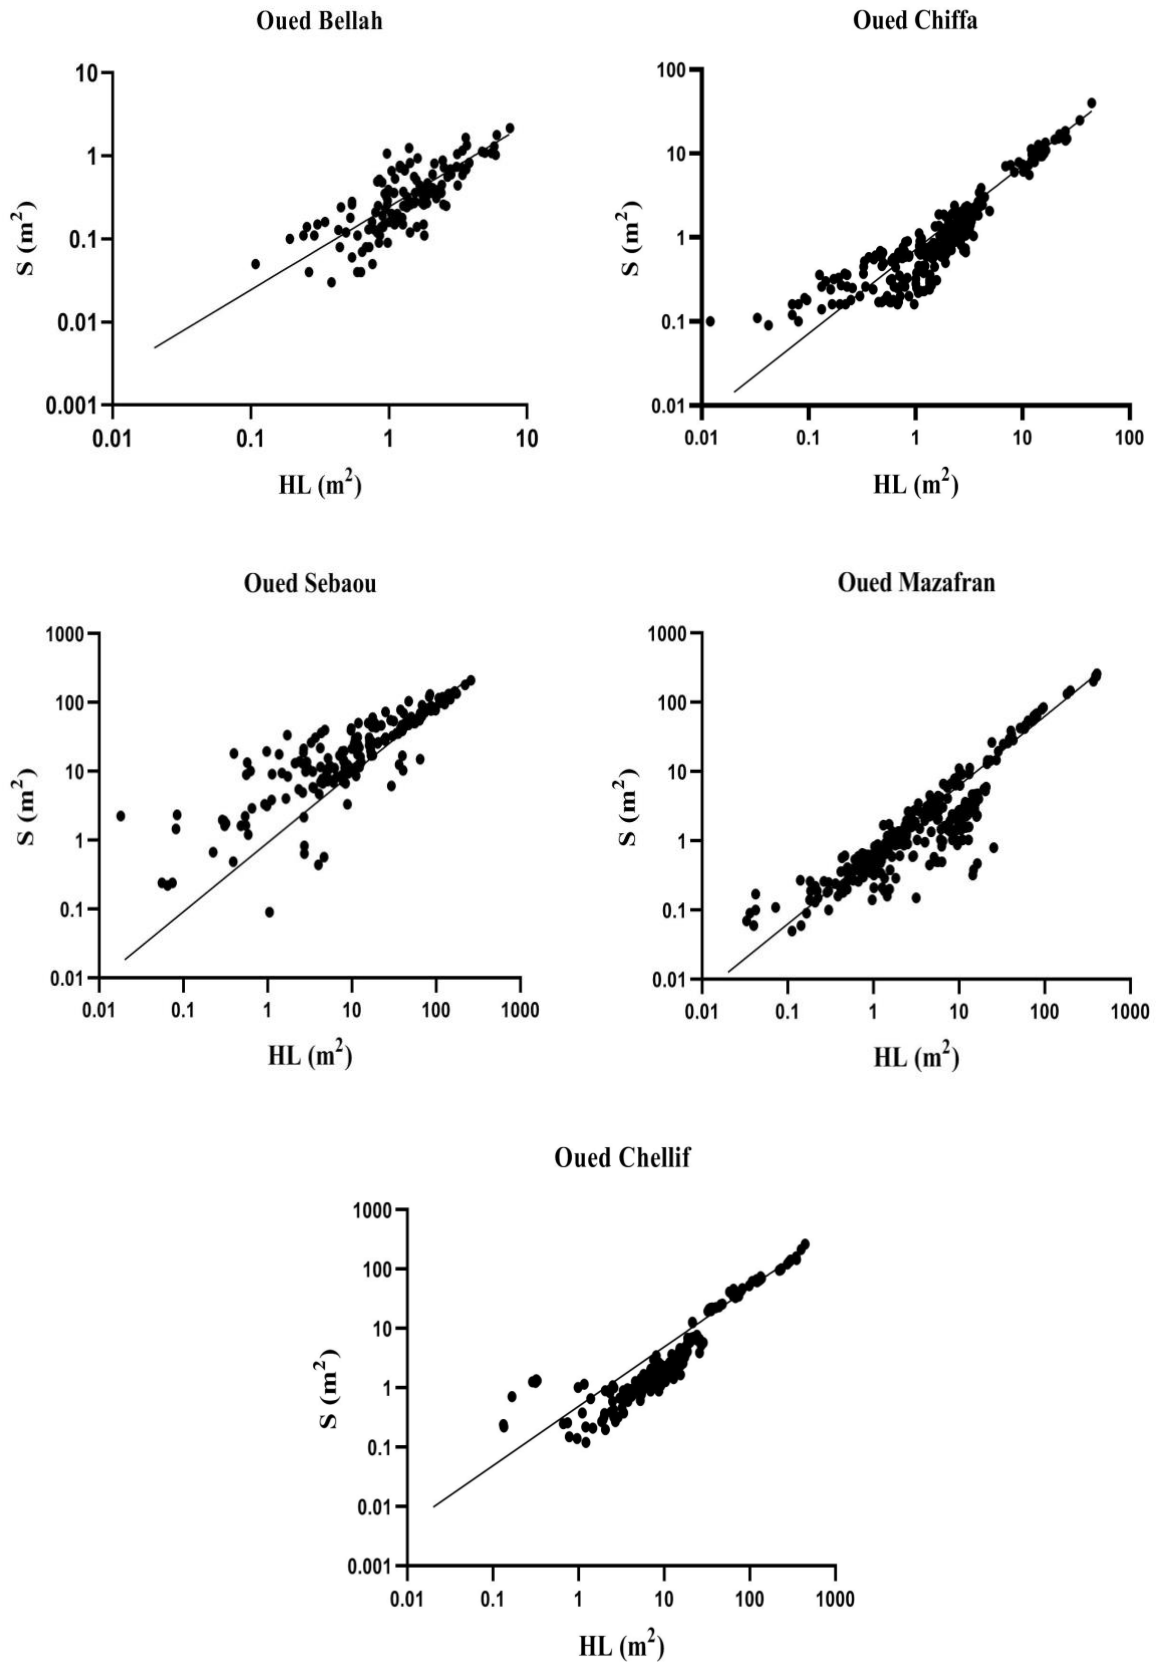 Oued Bellah
10
1
0.1
0.01
0.001
S (m²)
0.01 0.1 1 10
HL (m²)
Oued Chiffa
100
10
1
0.1
0.01
S (m²)
0.01 0.1 1 10 100
HL (m²)
Oued Sebaou
1000
100
10
1
0.1
0.01
S (m²)
0.01 0.1 1 10 100 1000
HL (m²)
Oued Mazafran
1000
100
10
1
0.1
0.01
S (m²)
0.01 0.1 1 10 100 1000
HL (m²)
Oued Chellif
1000
100
10
1
0.1
0.01
0.001
S (m²)
0.01 0.1 1 10 100 1000
HL (m²)